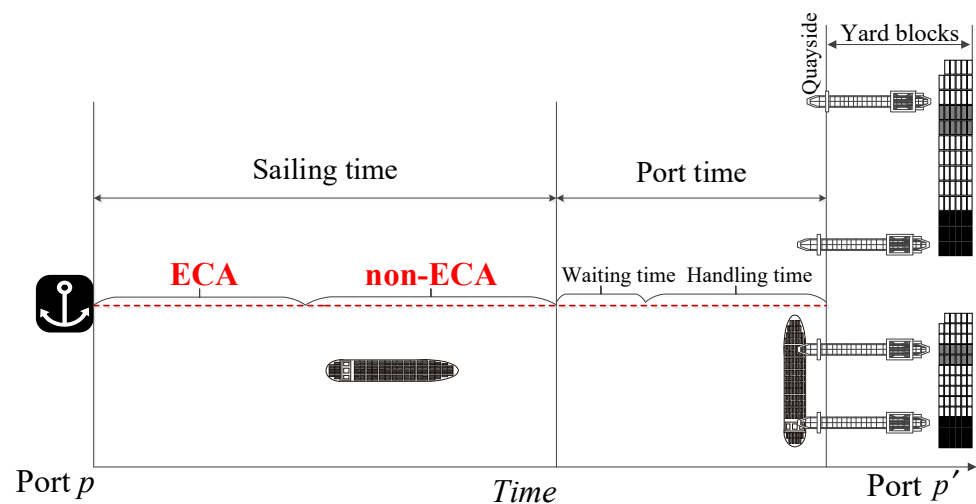 Quayside
Yard blocks
Sailing time
Port time
ECA
non-ECA
Waiting time
Handling time
Port p
Time
Port p'